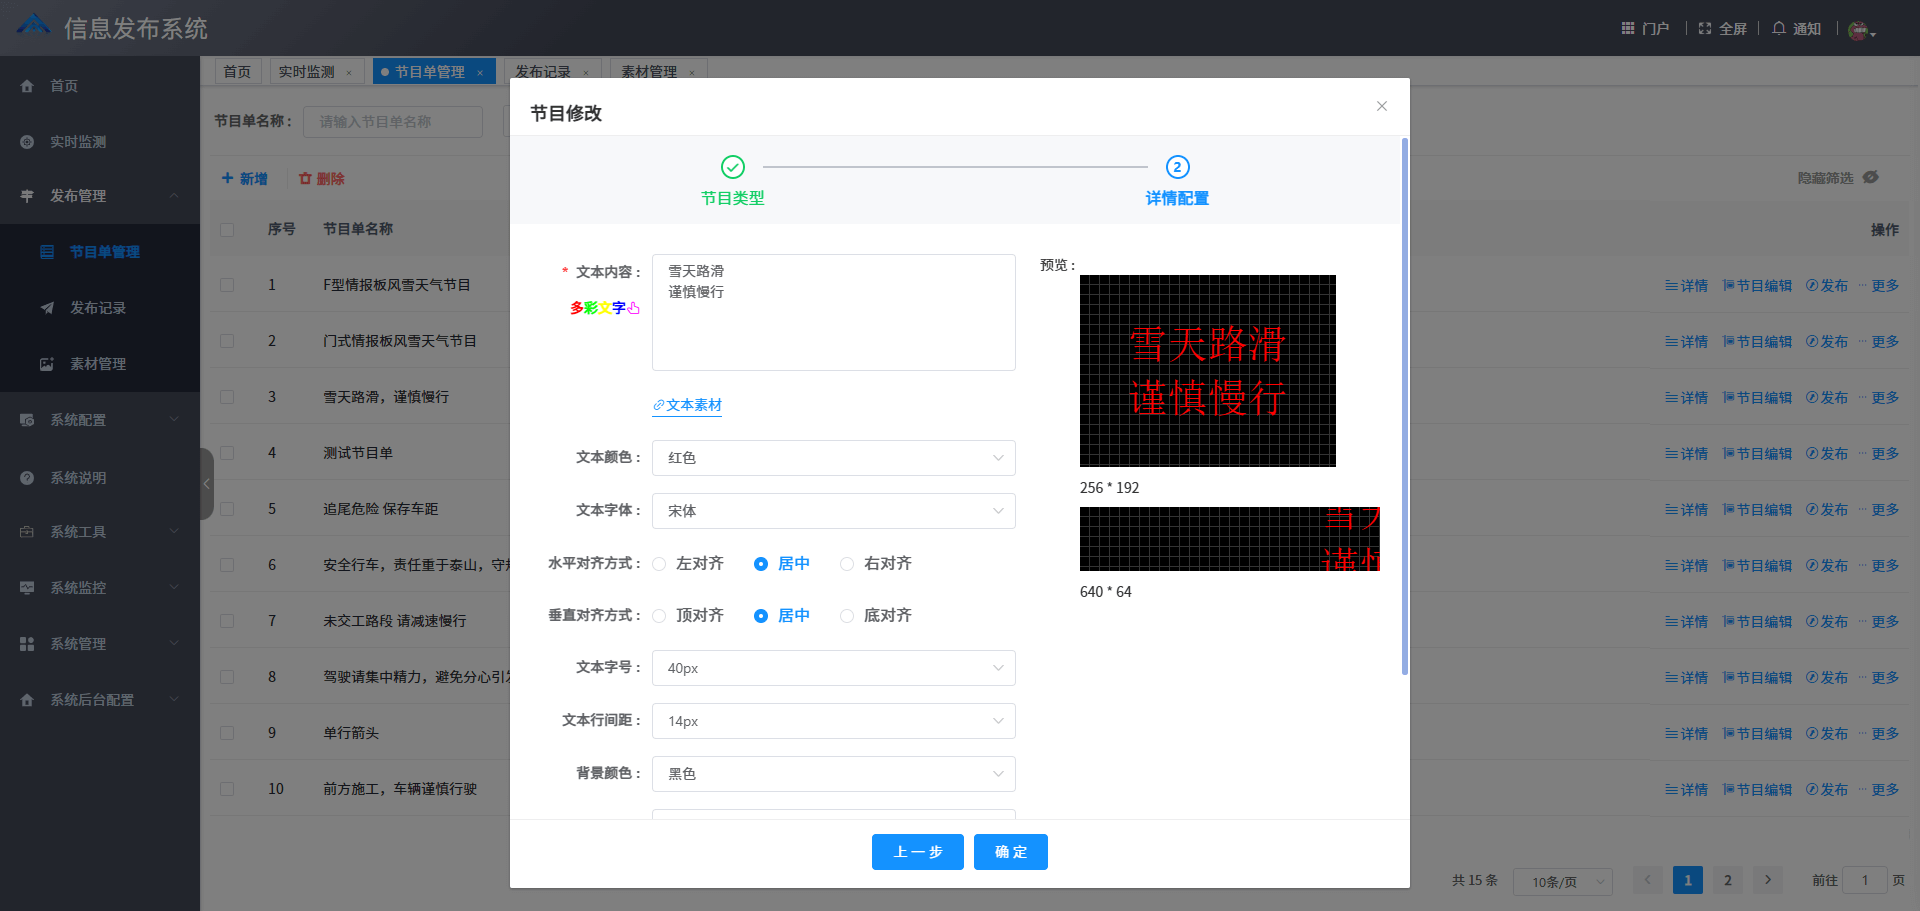 信息发布系统
门户 全屏 通知
首页
实时监测
发布管理
节目单管理
发布记录
素材管理
系统配置
系统说明
系统工具
系统监控
系统管理
系统后台配置
首页 实时监测 × 节目单管理 × 发布记录 × 素材管理 ×
节目单名称： 请输入节目单名称
新增 删除 隐藏筛选
序号 节目单名称 操作
1 F型情报板风雪天气节目 详情 节目编辑 发布 更多
2 门式情报板风雪天气节目 详情 节目编辑 发布 更多
3 雪天路滑，谨慎慢行 详情 节目编辑 发布 更多
4 测试节目单 详情 节目编辑 发布 更多
5 追尾危险 保存车距 详情 节目编辑 发布 更多
6 安全行车，责任重于泰山，守 详情 节目编辑 发布 更多
7 未交工路段 请减速慢行 详情 节目编辑 发布 更多
8 驾驶请集中精力，避免分心引 详情 节目编辑 发布 更多
9 单行箭头 详情 节目编辑 发布 更多
10 前方施工，车辆谨慎行驶 详情 节目编辑 发布 更多
共 15 条 10条/页 1 2 前往 1 页
节目修改
节目类型
2
详情配置
* 文本内容：
雪天路滑
谨慎慢行
多彩文字
文本素材
文本颜色： 红色
文本字体： 宋体
水平对齐方式： 左对齐 居中 右对齐
垂直对齐方式： 顶对齐 居中 底对齐
文本字号： 40px
文本行间距： 14px
背景颜色： 黑色
预览：
雪天路滑
谨慎慢行
256 * 192
谨
640 * 64
上一步 确定